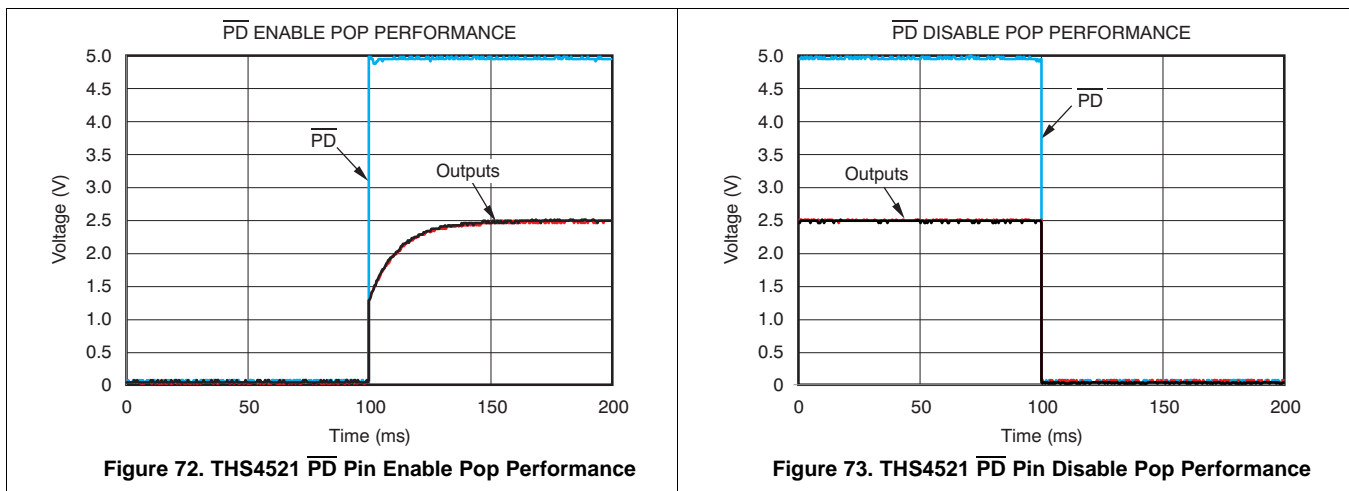 PD ENABLE POP PERFORMANCE
5.0
4.5
4.0
3.5
3.0
2.5
2.0
1.5
1.0
0.5
0
Voltage (V)
PD
Outputs
0 50 100 150 200
Time (ms)
Figure 72. THS4521 PD Pin Enable Pop Performance
PD DISABLE POP PERFORMANCE
5.0
4.5
4.0
3.5
3.0
2.5
2.0
1.5
1.0
0.5
0
Voltage (V)
PD
Outputs
0 50 100 150 200
Time (ms)
Figure 73. THS4521 PD Pin Disable Pop Performance